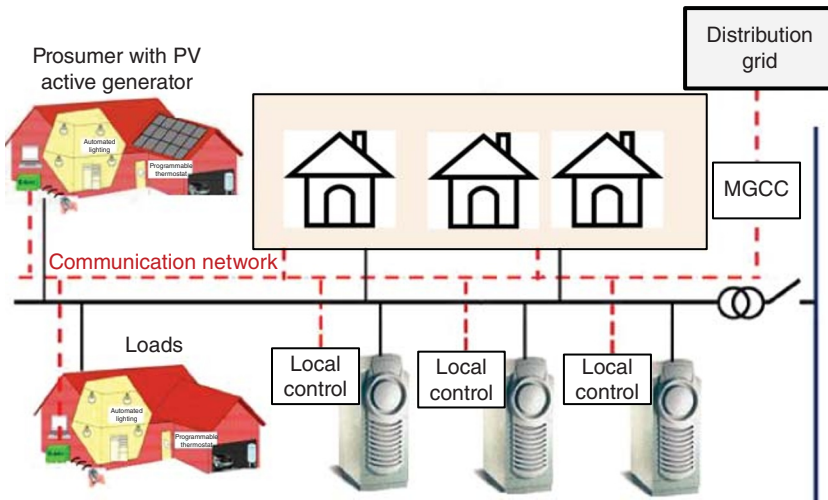 Prosumer with PV
active generator
Distribution
grid
Automated
lighting
Programmable
thermostat
MGCC
Communication network
Loads
Local
control
Local
control
Local
control
Automated
lighting
Programmable
thermostat